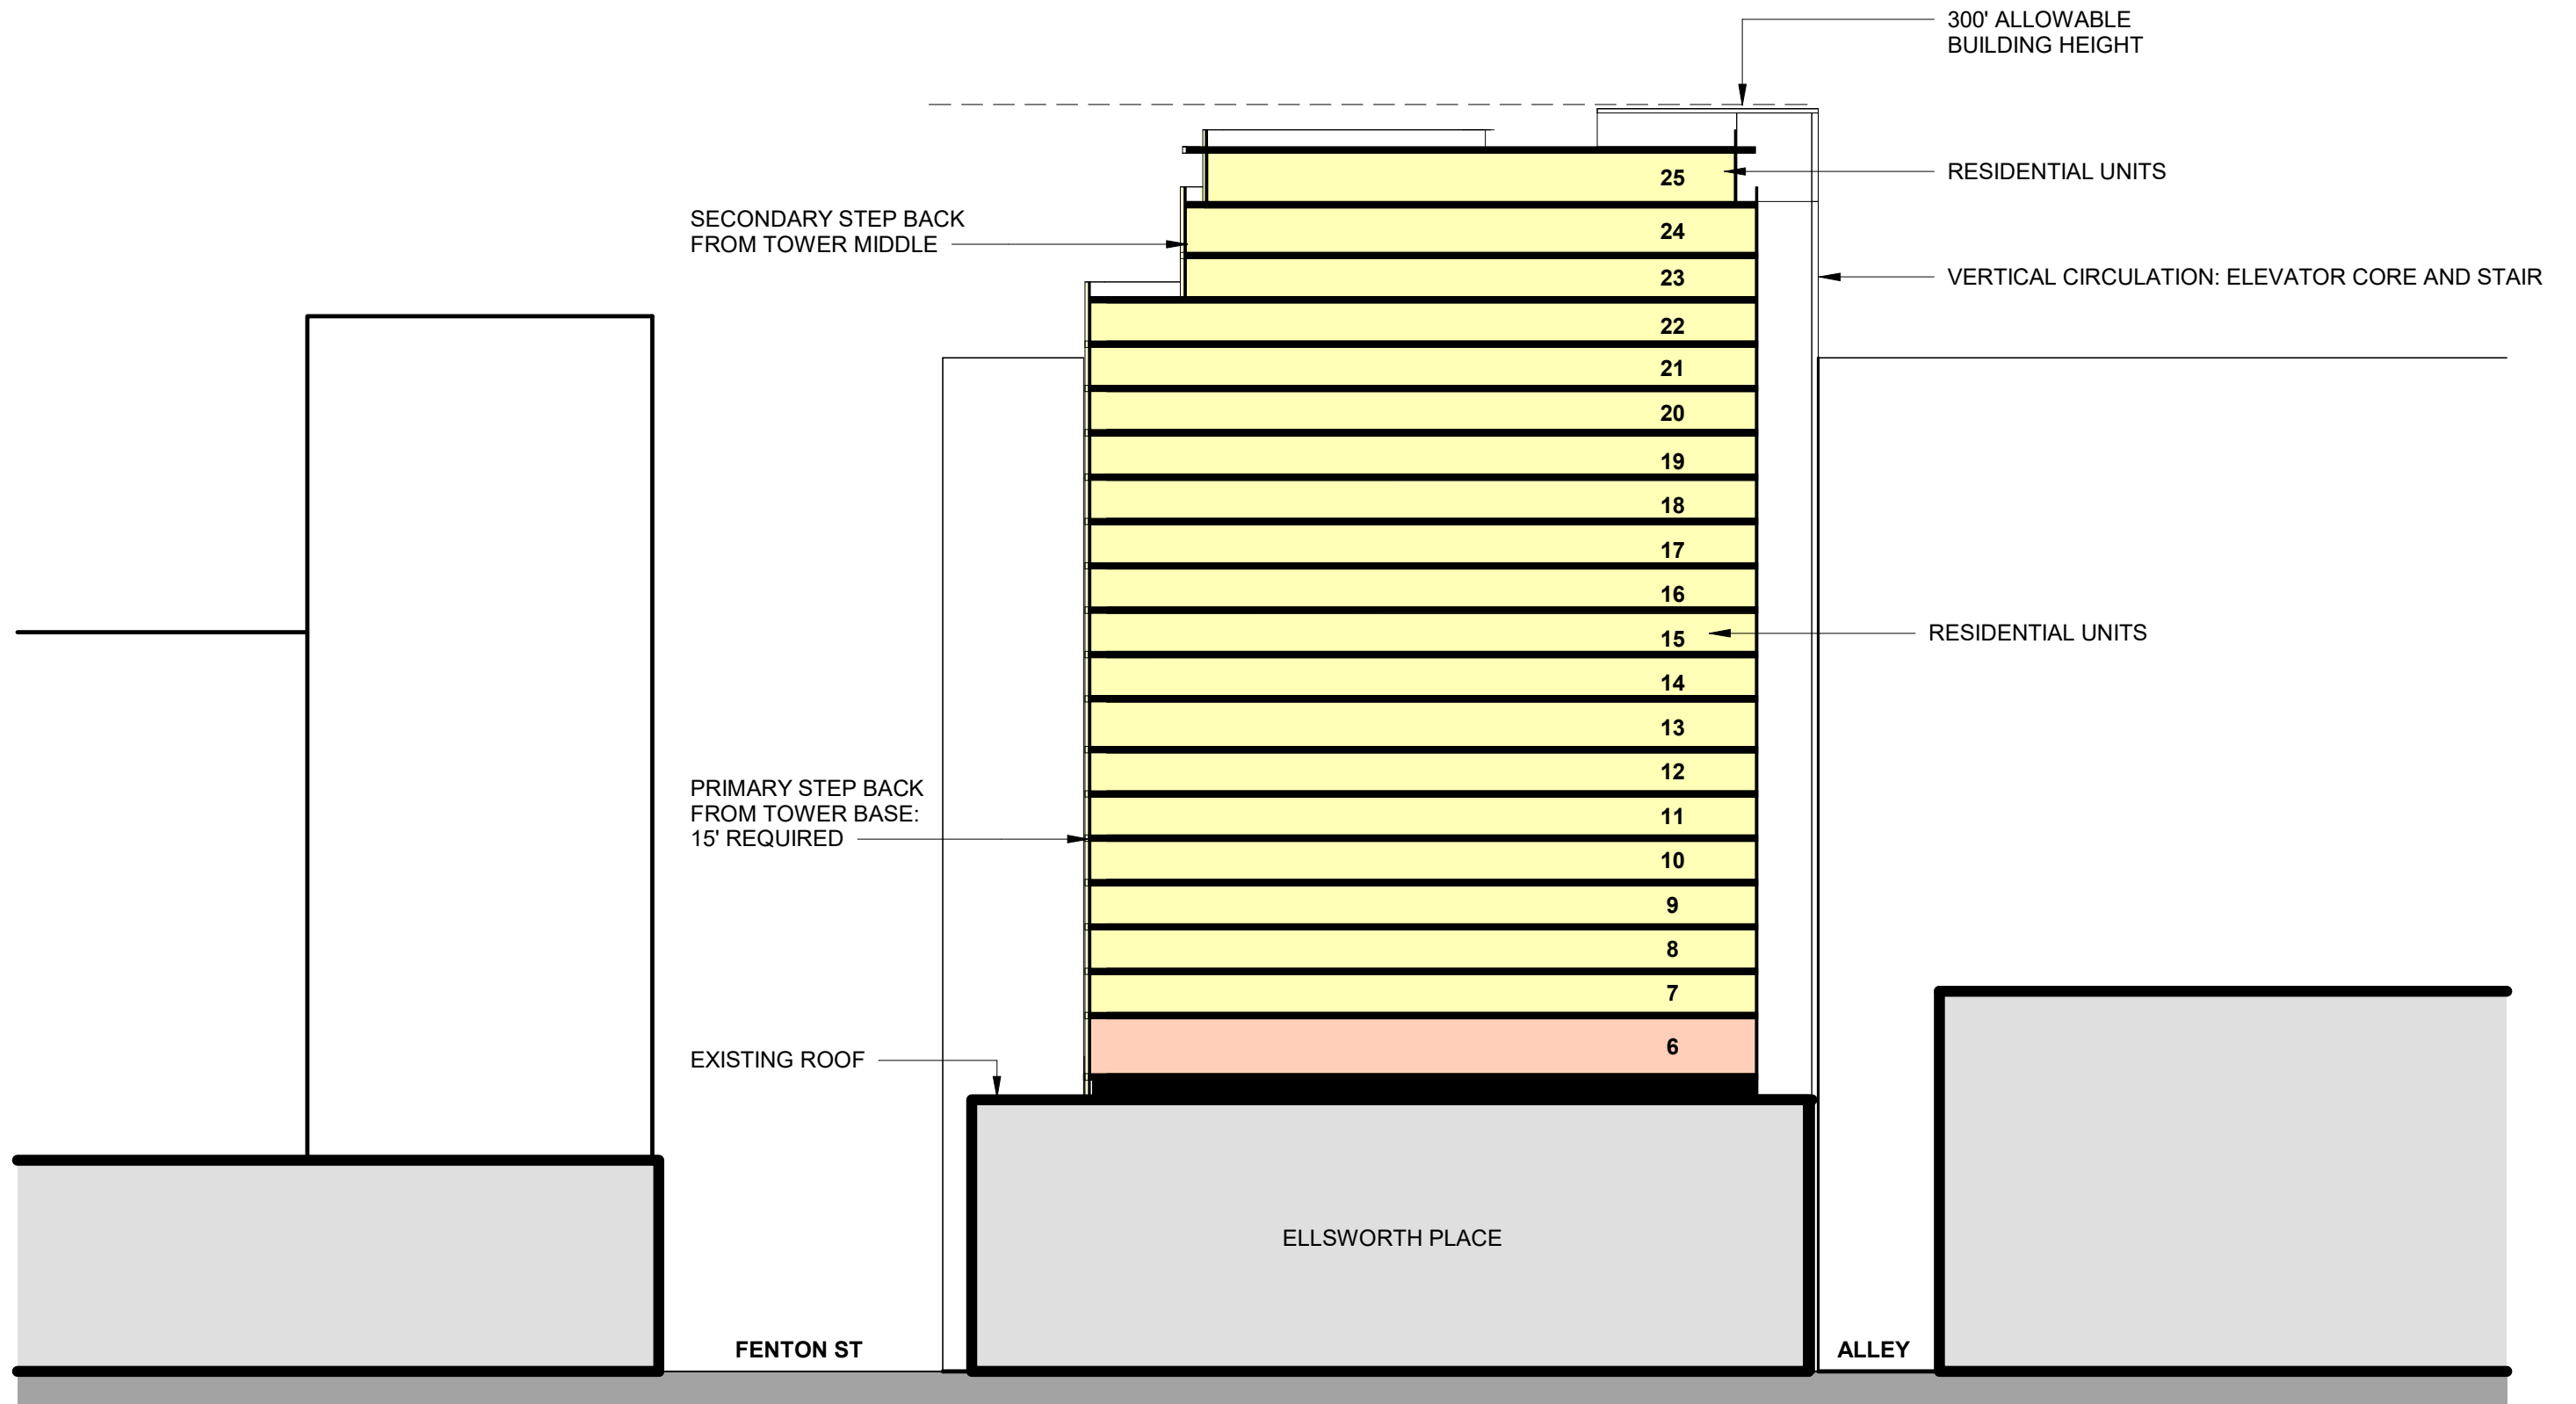 300' ALLOWABLE
BUILDING HEIGHT
25
RESIDENTIAL UNITS
SECONDARY STEP BACK
FROM TOWER MIDDLE
24
23
VERTICAL CIRCULATION: ELEVATOR CORE AND STAIR
22
21
20
19
18
17
16
15
RESIDENTIAL UNITS
14
13
12
PRIMARY STEP BACK
FROM TOWER BASE:
15' REQUIRED
11
10
9
8
7
6
EXISTING ROOF
ELLSWORTH PLACE
FENTON ST
ALLEY